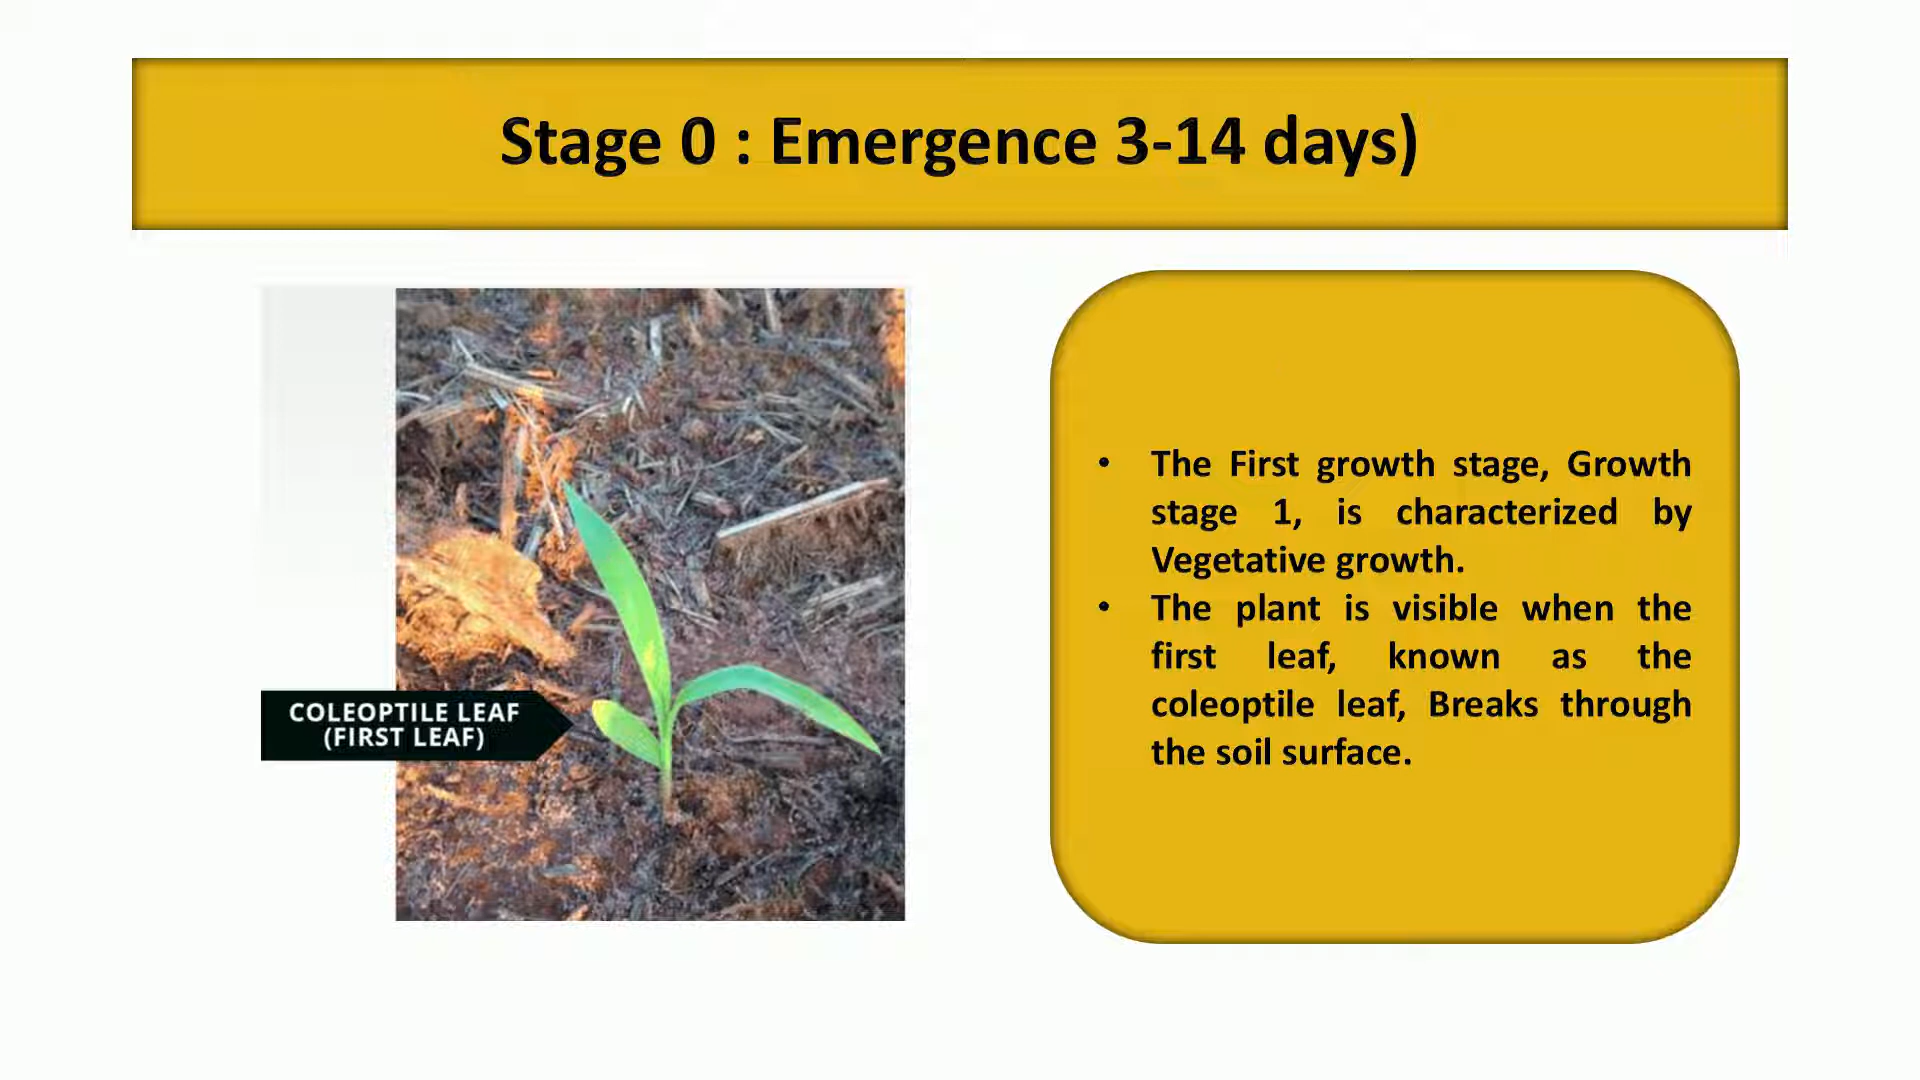 Stage 0 : Emergence 3-14 days)
COLEOPTILE LEAF
(FIRST LEAF)
• The First growth stage, Growth
stage 1, is characterized by
Vegetative growth.
• The plant is visible when the
first leaf, known as the
coleoptile leaf, Breaks through
the soil surface.